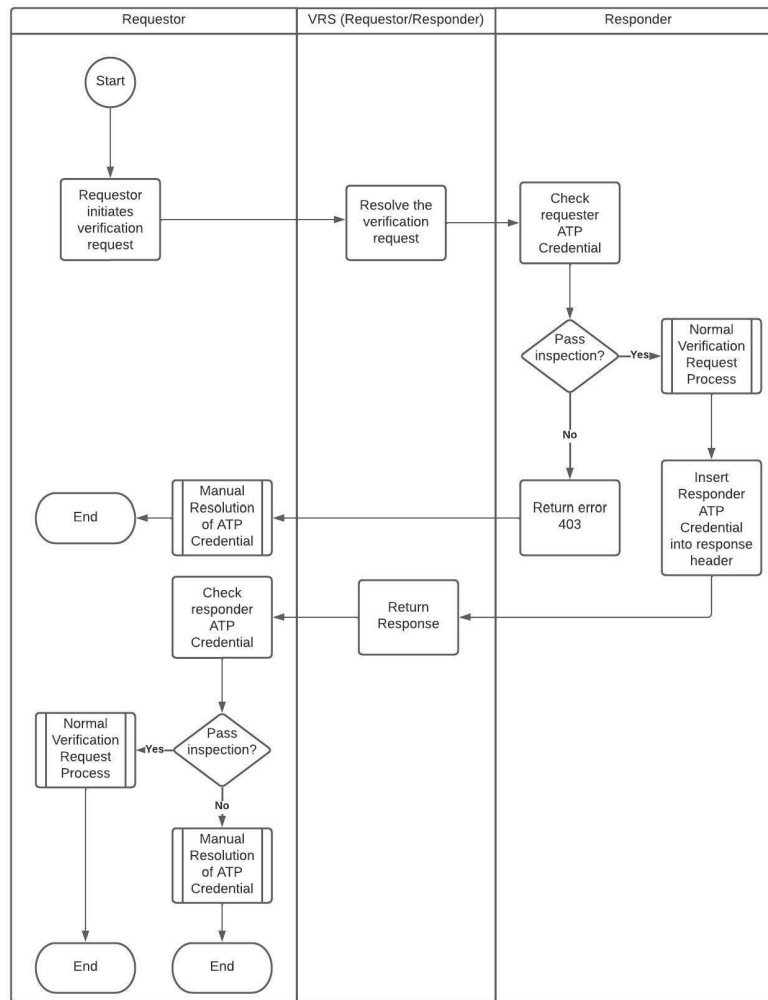 Requestor
VRS (Requestor/Responder)
Responder
Start
Requestor
initiates
verification
request
Resolve the
verification
request
Check
requester
ATP
Credential
Pass
inspection?
Yes
Normal
Verification
Request
Process
No
Insert
Responder
ATP
Credential
into response
header
Return error
403
Manual
Resolution
of ATP
Credential
End
Return
Response
Check
responder
ATP
Credential
Pass
inspection?
Yes
Normal
Verification
Request
Process
No
Manual
Resolution
of ATP
Credential
End
End